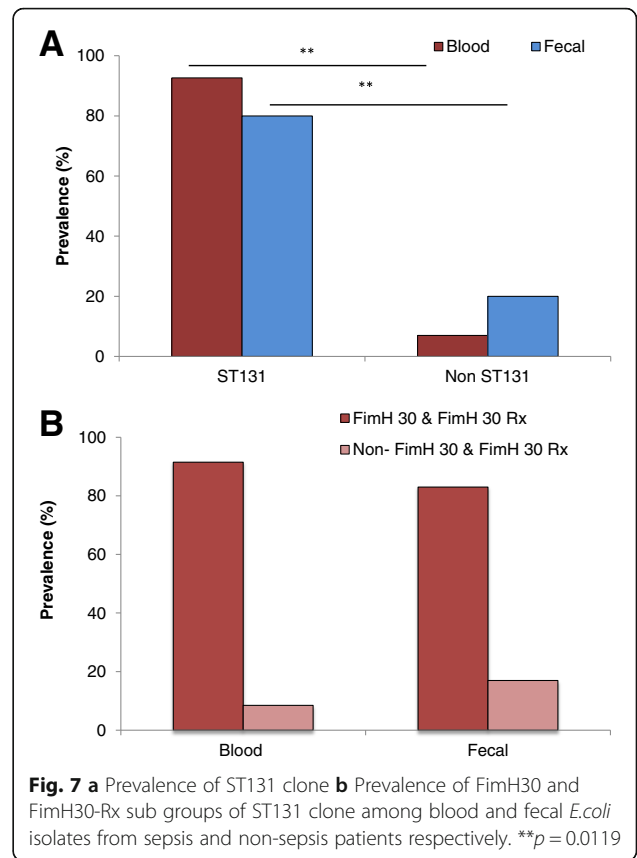 A
Blood Fecal
**
**
Prevalence (%)
100
80
60
40
20
0
ST131 Non ST131
B
FimH 30 & FimH 30 Rx
Non- FimH 30 & FimH 30 Rx
Prevalence (%)
100
80
60
40
20
0
Blood Fecal
Fig. 7 a Prevalence of ST131 clone b Prevalence of FimH30 and
FimH30-Rx sub groups of ST131 clone among blood and fecal E.coli
isolates from sepsis and non-sepsis patients respectively. **p = 0.0119